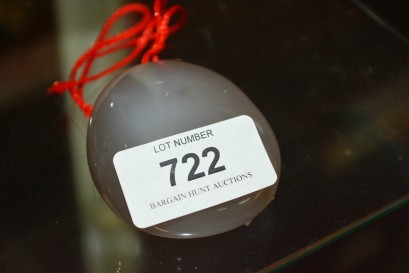 LOT NUMBER
722
BARGAIN HUNT AUCTIONS